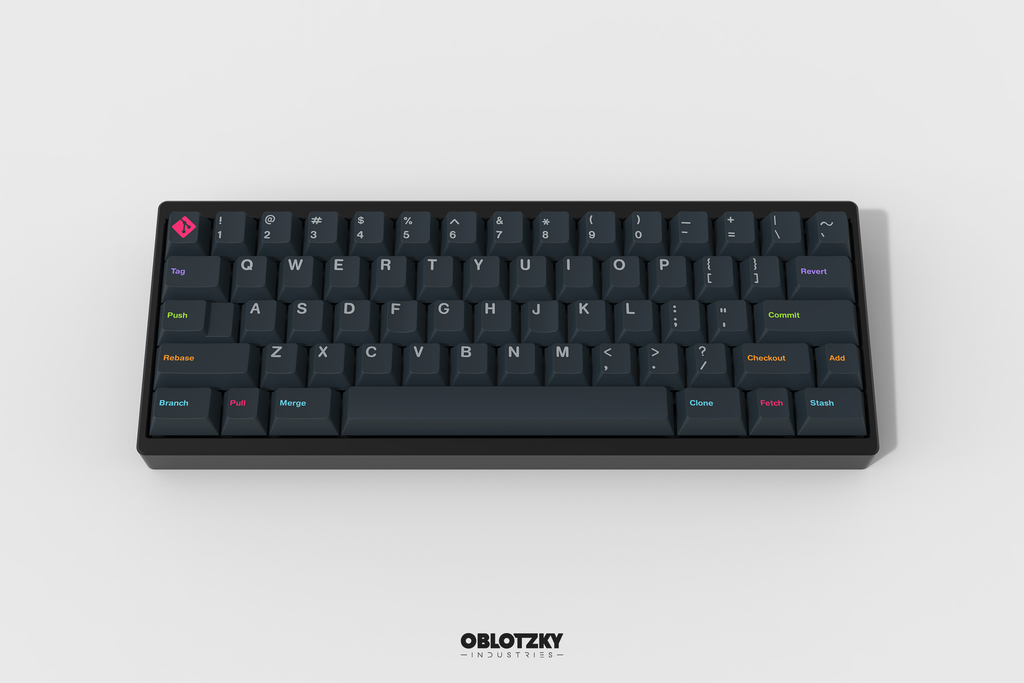 ! @ # $ % ^ & * ( ) — + | ~
1 2 3 4 5 6 7 8 9 0 - = \ `
Tag Q W E R T Y U I O P { [ } ] Revert
Push A S D F G H J K L : ; " ' Commit
Rebase Z X C V B N M < , > . ? / Checkout Add
Branch Pull Merge Clone Fetch Stash
OBLOTZKY
INDUSTRIES